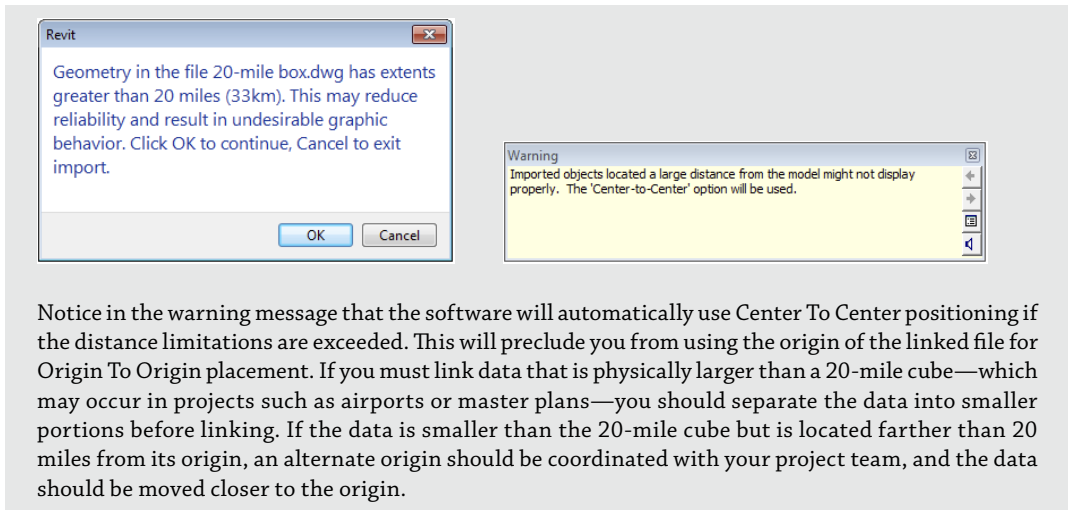 Revit
Geometry in the file 20-mile box.dwg has extents
greater than 20 miles (33km). This may reduce
reliability and result in undesirable graphic
behavior. Click OK to continue, Cancel to exit
import.
OK
Cancel
Warning
Imported objects located a large distance from the model might not display
properly. The 'Center-to-Center' option will be used.
Notice in the warning message that the software will automatically use Center To Center positioning if
the distance limitations are exceeded. This will preclude you from using the origin of the linked file for
Origin To Origin placement. If you must link data that is physically larger than a 20-mile cube—which
may occur in projects such as airports or master plans—you should separate the data into smaller
portions before linking. If the data is smaller than the 20-mile cube but is located farther than 20
miles from its origin, an alternate origin should be coordinated with your project team, and the data
should be moved closer to the origin.